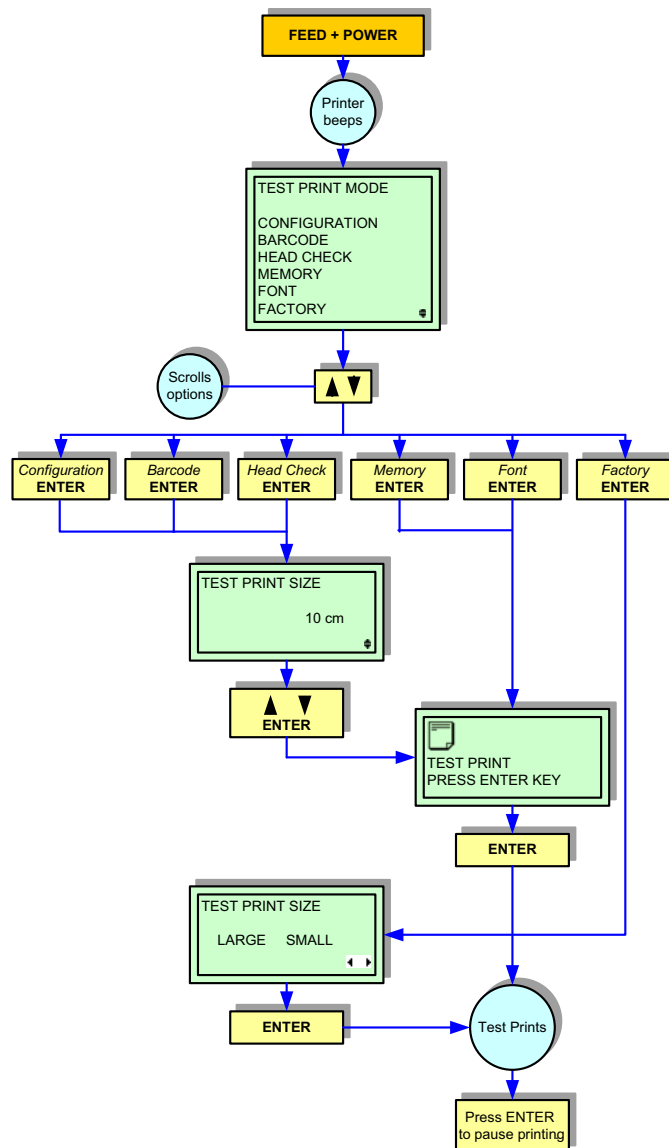 FEED + POWER
Printer
beeps
TEST PRINT MODE
CONFIGURATION
BARCODE
HEAD CHECK
MEMORY
FONT
FACTORY
Scrolls
options
Configuration
ENTER
Barcode
ENTER
Head Check
ENTER
Memory
ENTER
Font
ENTER
Factory
ENTER
TEST PRINT SIZE
10 cm
ENTER
TEST PRINT
PRESS ENTER KEY
ENTER
TEST PRINT SIZE
LARGE SMALL
ENTER
Test Prints
Press ENTER
to pause printing